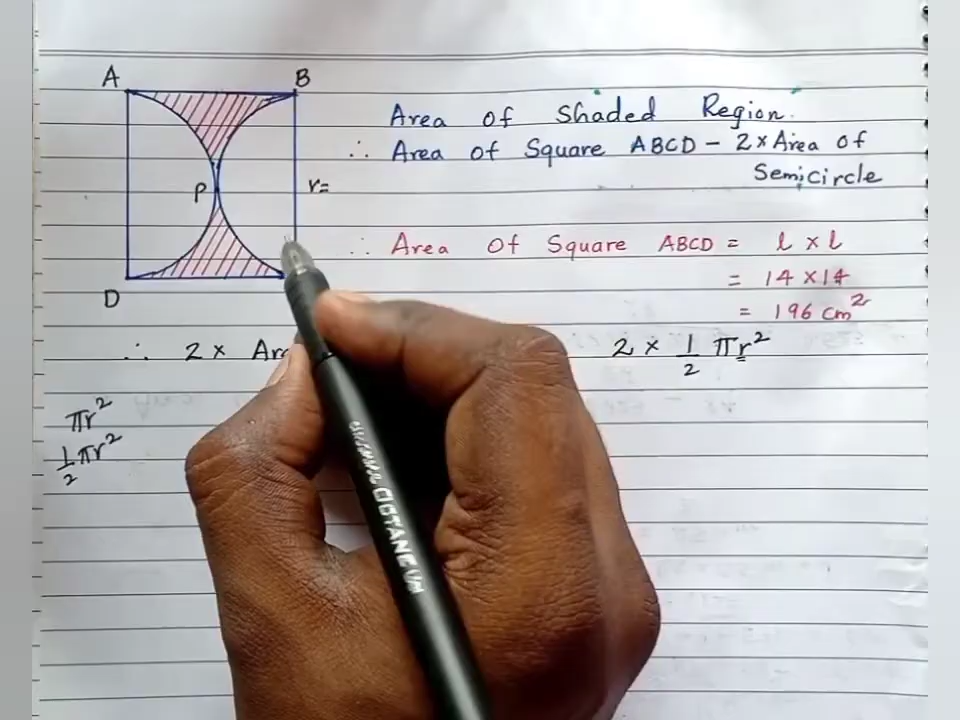 A
B
Area of Shaded Region.
∴ Area of Square ABCD - 2 × Area of
Semicircle
P
r=
∴ Area Of Square ABCD = l × l
= 14 × 14
= 196 cm²
D
∴ 2 × 
2 × 1/2 πr²
πr²
1/2 πr²
OCTANE